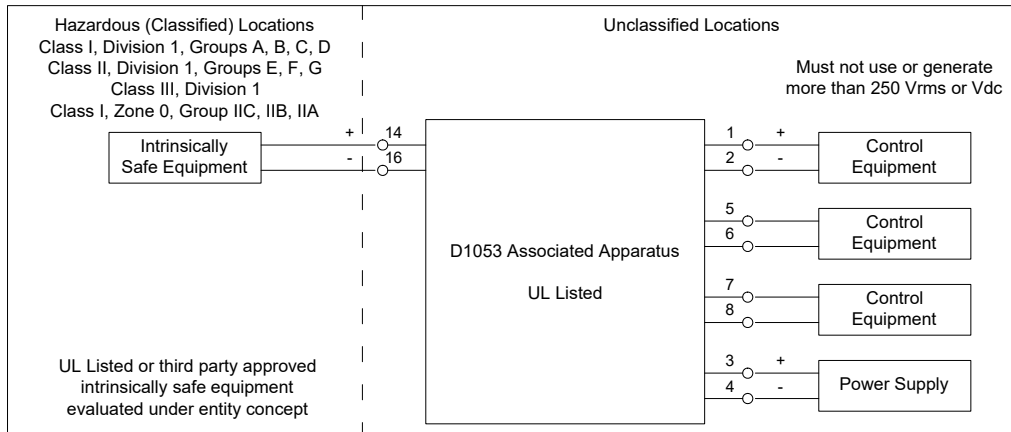 Hazardous (Classified) Locations
Class I, Division 1, Groups A, B, C, D
Class II, Division 1, Groups E, F, G
Class III, Division 1
Class I, Zone 0, Group IIC, IIB, IIA
Unclassified Locations
Must not use or generate
more than 250 Vrms or Vdc
Intrinsically
Safe Equipment
+ 14
- 16
D1053 Associated Apparatus
UL Listed
1 +
2 -
Control
Equipment
5
6
Control
Equipment
7
8
Control
Equipment
3 +
4 -
Power Supply
UL Listed or third party approved
intrinsically safe equipment
evaluated under entity concept